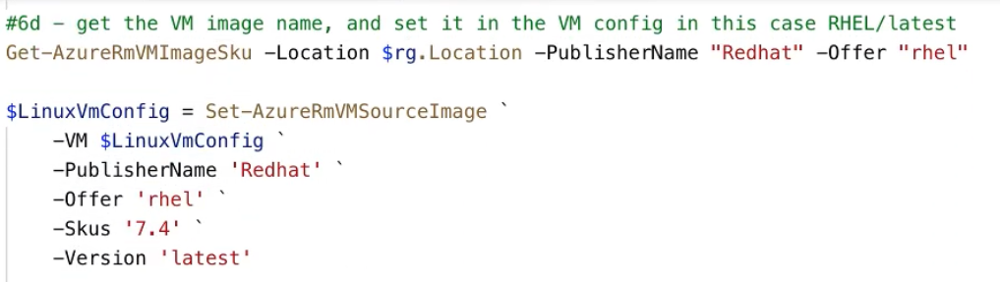 #6d – get the VM image name, and set it in the VM config in this case RHEL/latest
Get-AzureRmVMImageSku –Location $rg.Location –PublisherName "Redhat" –Offer "rhel"
$LinuxVmConfig = Set-AzureRmVMSourceImage `
–VM $LinuxVmConfig `
–PublisherName 'Redhat' `
–Offer 'rhel' `
–Skus '7.4' `
–Version 'latest'